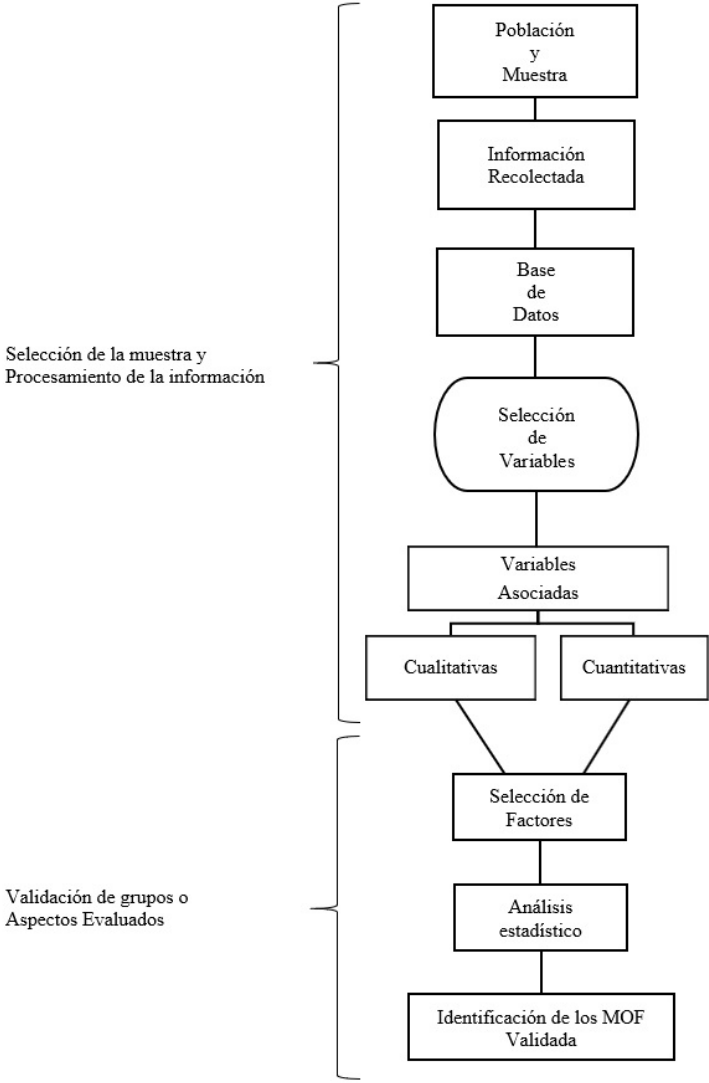 Población
y
Muestra
Información
Recolectada
Base
de
Datos
Selección de la muestra y
Procesamiento de la información
Selección
de
Variables
Variables
Asociadas
Cualitativas
Cuantitativas
Selección de
Factores
Validación de grupos o
Aspectos Evaluados
Análisis
estadístico
Identificación de los MOF
Validada